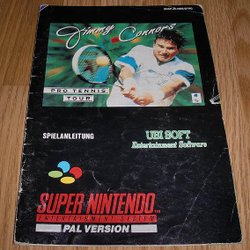 Jimmy Connors
PRO TENNIS
TOUR
SPIELANLEITUNG
UBI SOFT
Entertainment Software
SUPER NINTENDO
ENTERTAINMENT SYSTEM
PAL VERSION